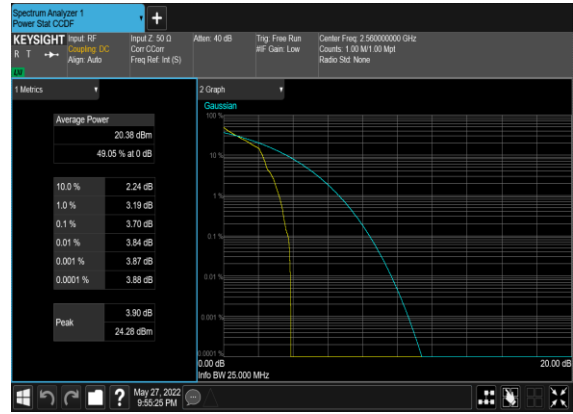 Spectrum Analyzer 1
Power Stat CCDF
KEYSIGHT
R T
LW
Input: RF
Coupling: DC
Align: Auto
Input Z: 50 Ω
Corr CCorr
Freq Ref: Int (S)
Atten: 40 dB
Trig: Free Run
#IF Gain: Low
Center Freq: 2.560000000 GHz
Counts: 1.00 M/1.00 Mpt
Radio Std: None
1 Metrics
Average Power
20.38 dBm
49.05 % at 0 dB
10.0 % 2.24 dB
1.0 % 3.19 dB
0.1 % 3.70 dB
0.01 % 3.84 dB
0.001 % 3.87 dB
0.0001 % 3.88 dB
Peak
3.90 dB
24.28 dBm
2 Graph
Gaussian
100 %
10 %
1 %
0.1 %
0.01 %
0.001 %
0.0001 %
0.00 dB
20.00 dB
Info BW 25.000 MHz
?
May 27, 2022
9:55:25 PM